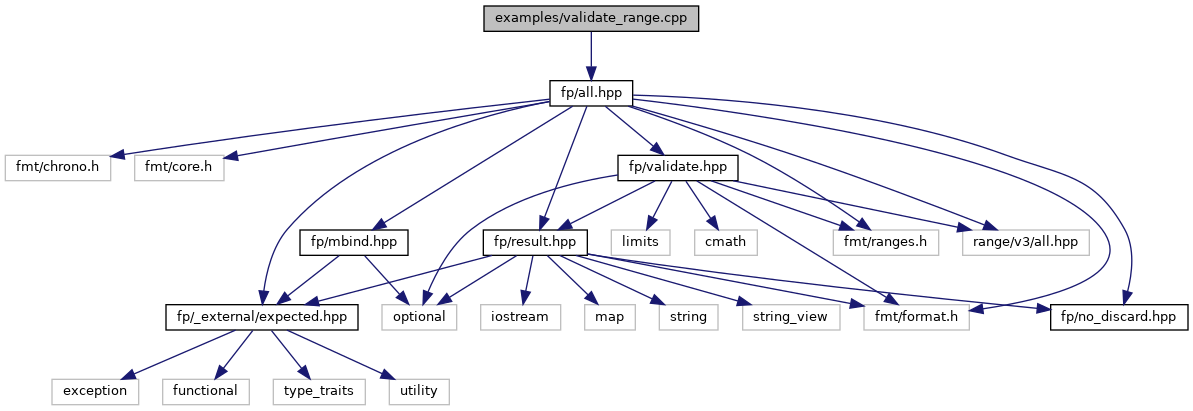 examples/validate_range.cpp
fp/all.hpp
fmt/chrono.h
fmt/core.h
fp/validate.hpp
fp/mbind.hpp
fp/result.hpp
limits
cmath
fmt/ranges.h
range/v3/all.hpp
fp/_external/expected.hpp
optional
iostream
map
string
string_view
fmt/format.h
fp/no_discard.hpp
exception
functional
type_traits
utility